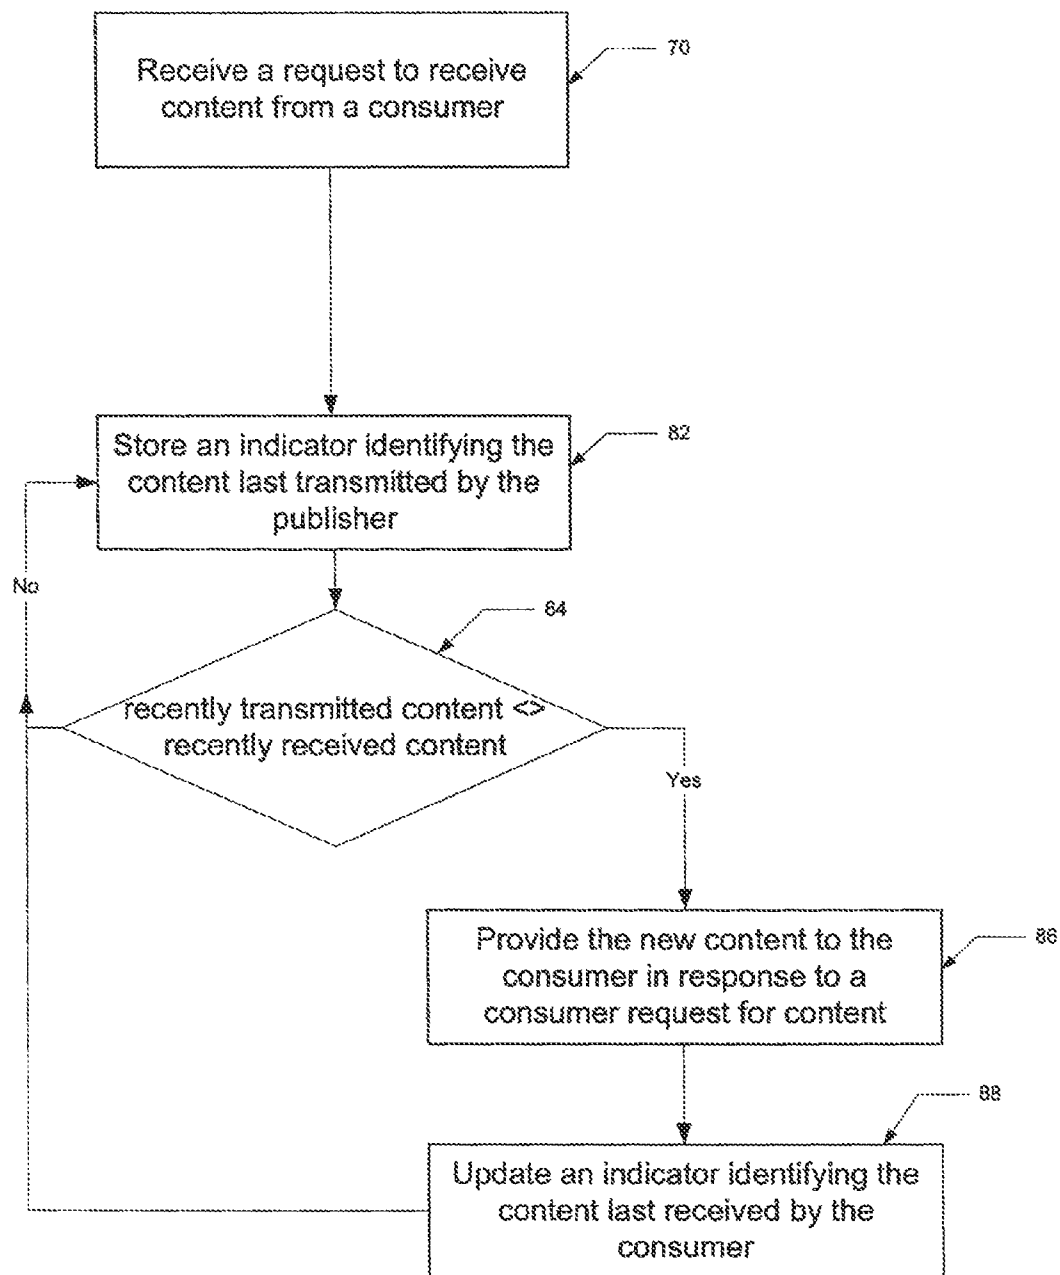 Receive a request to receive
content from a consumer
70
Store an indicator identifying the
content last transmitted by the
publisher
82
No
84
recently transmitted content <>
recently received content
Yes
Provide the new content to the
consumer in response to a
consumer request for content
86
88
Update an indicator identifying the
content last received by the
consumer